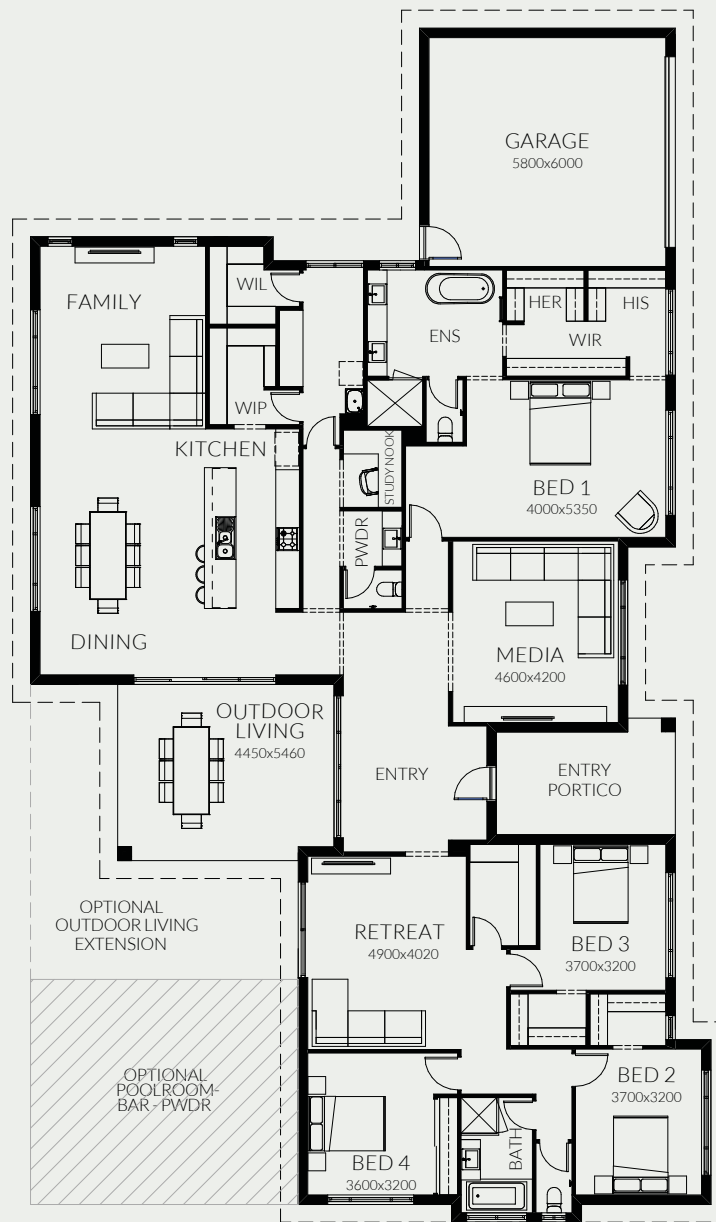 GARAGE
5800x6000
FAMILY
WIL
HER
HIS
ENS
WIR
WIP
KITCHEN
STUDY NOOK
BED 1
4000x5350
PWDR
DINING
MEDIA
4600x4200
OUTDOOR
LIVING
4450x5460
ENTRY
ENTRY
PORTICO
OPTIONAL
OUTDOOR LIVING
EXTENSION
RETREAT
4900x4020
BED 3
3700x3200
OPTIONAL
POOLROOM-
BAR - PWDR
BED 2
3700x3200
BATH
BED 4
3600x3200